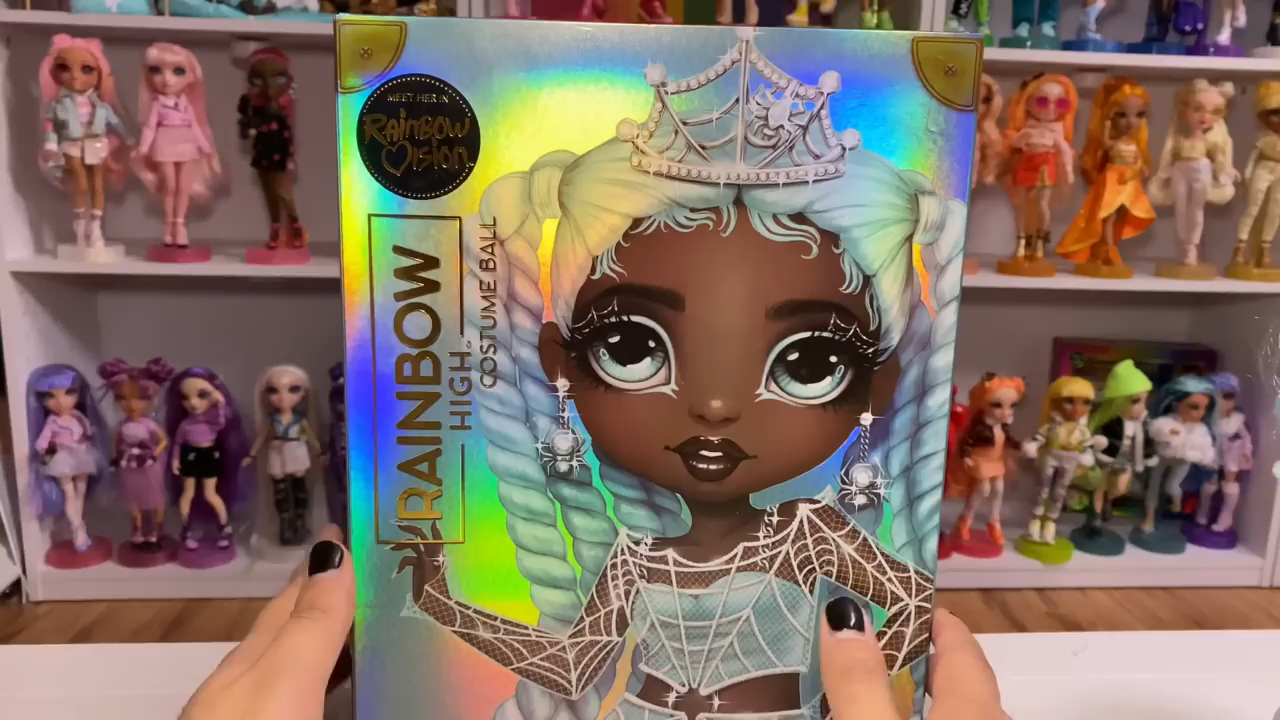 MEET HER IN
RAINBOW
VISION
RAINBOW
HIGH
COSTUME BALL